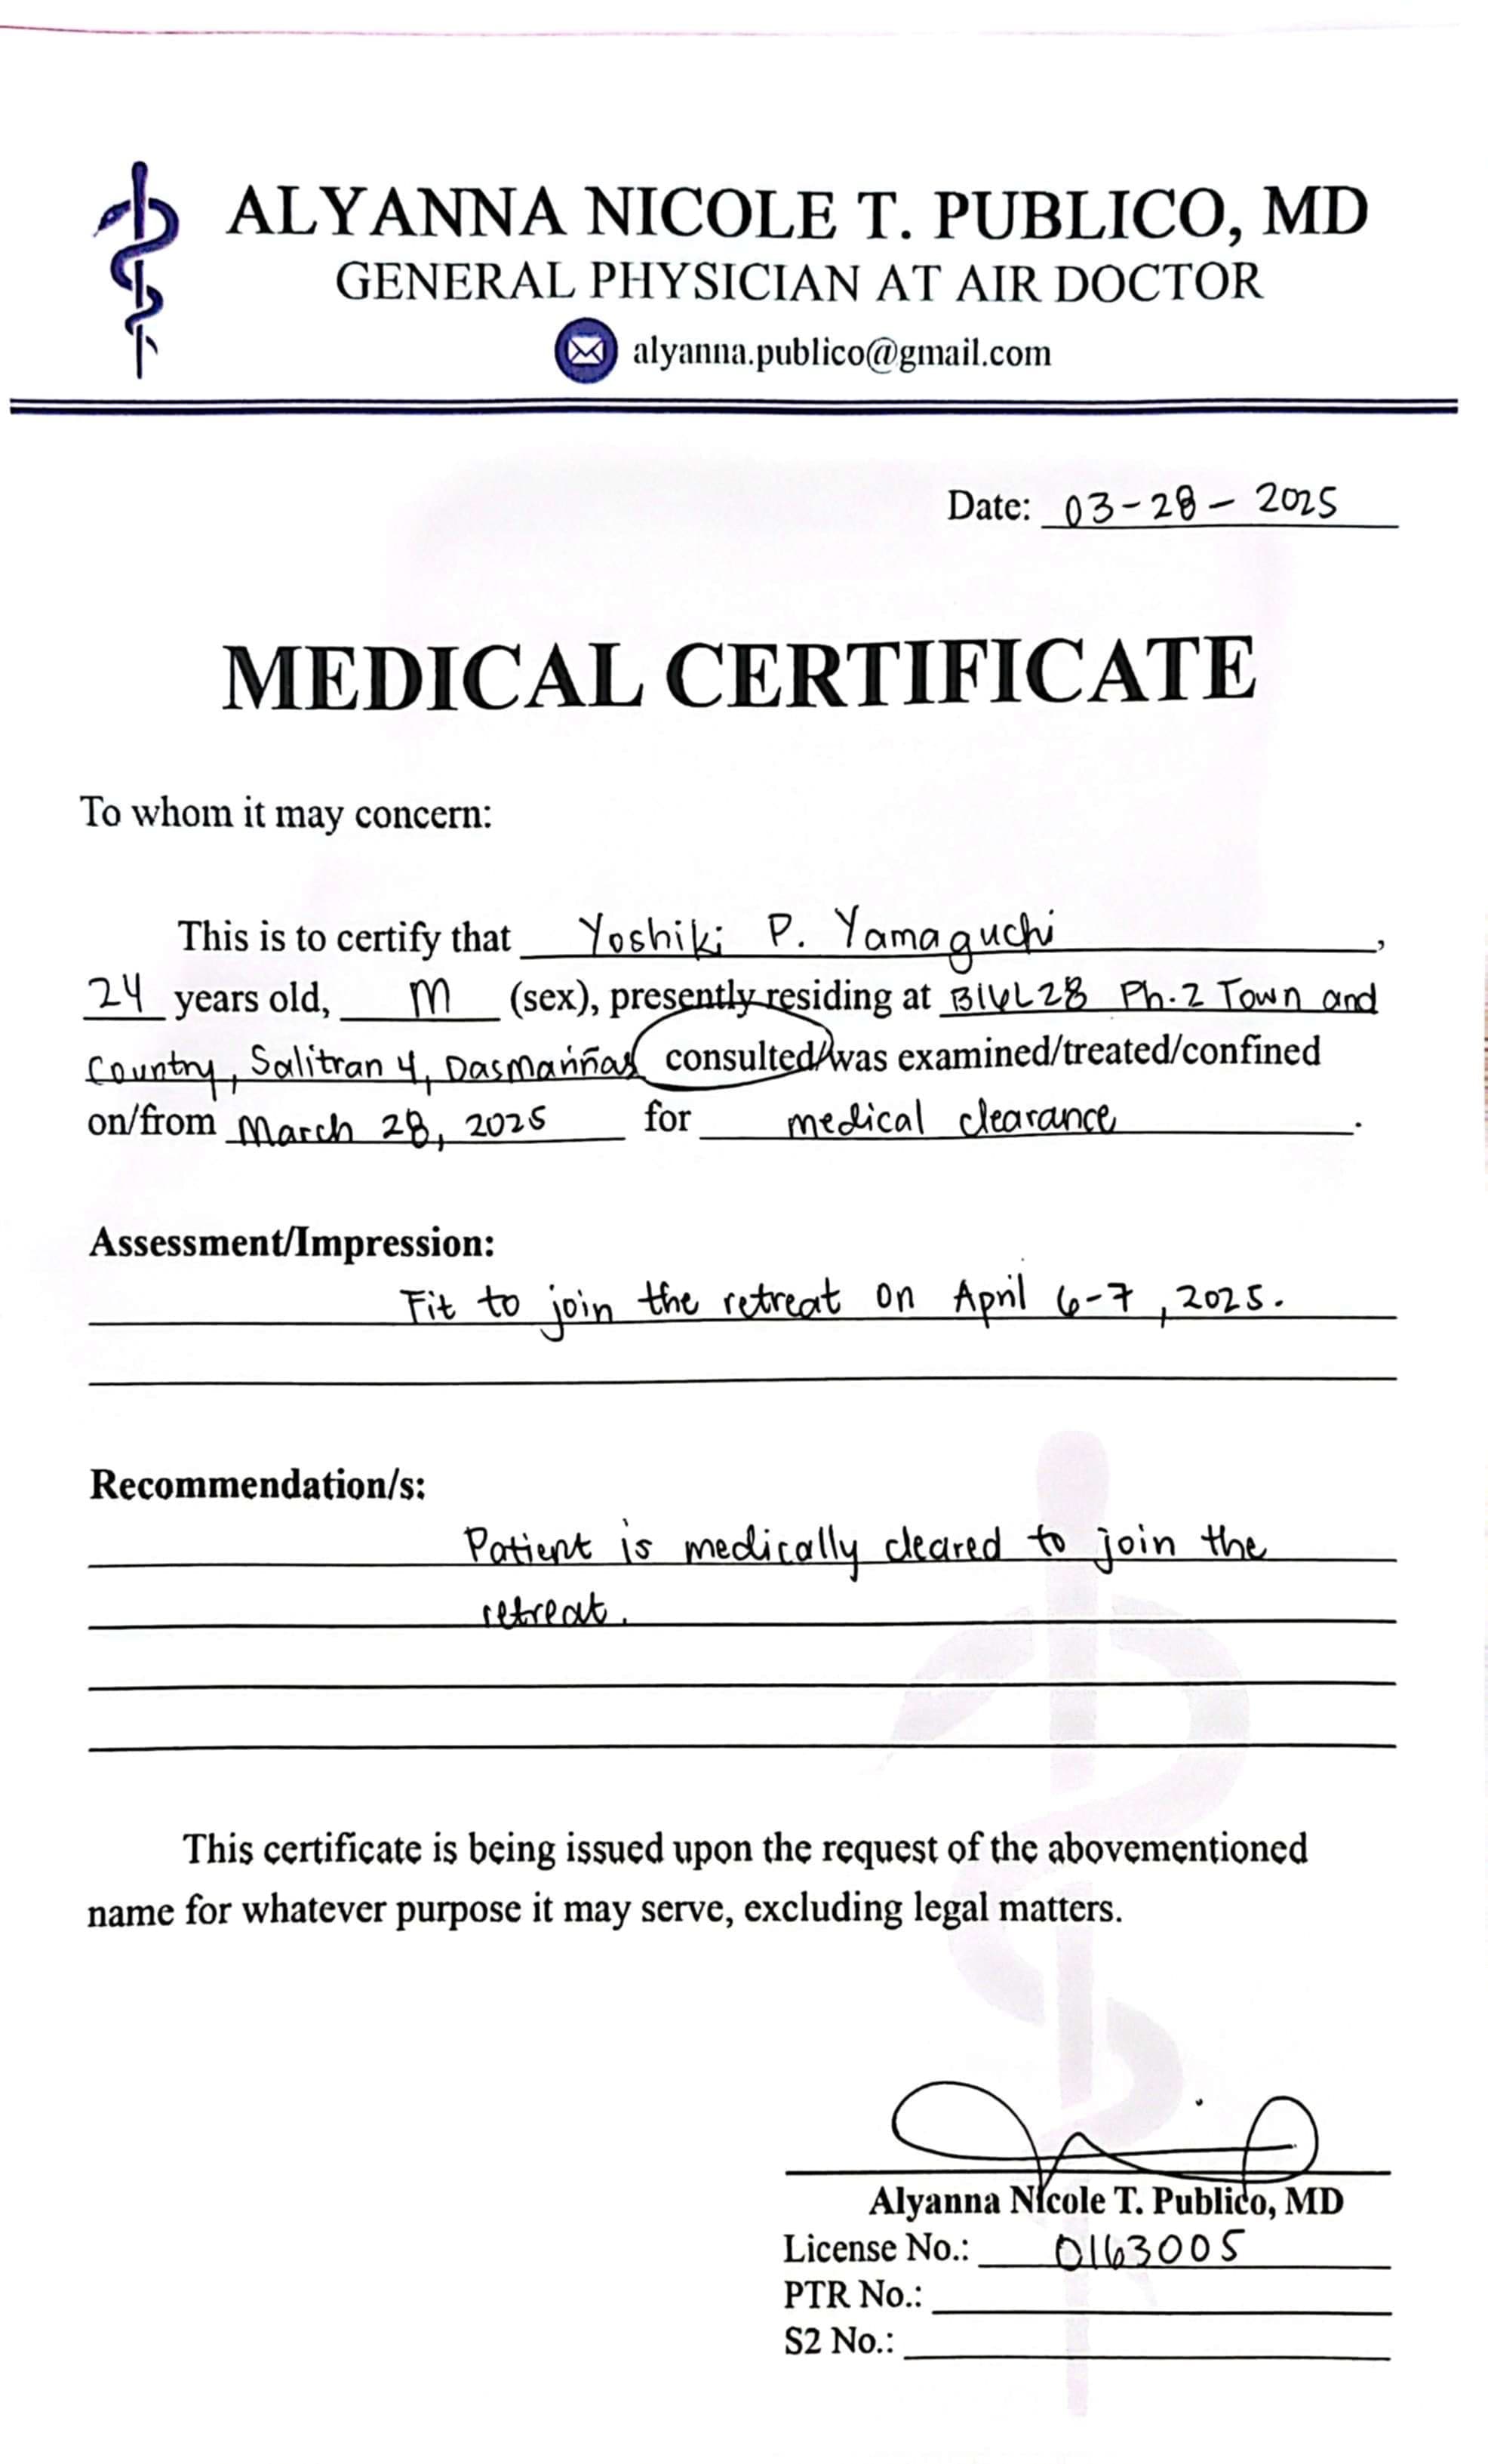 ALYANNA NICOLE T. PUBLICO, MD
GENERAL PHYSICIAN AT AIR DOCTOR
alyanna.publico@gmail.com
Date: 03-28-2025
MEDICAL CERTIFICATE
To whom it may concern:
This is to certify that Yoshiki P. Yamaguchi,
24 years old, M (sex), presently residing at B16L28 Ph.2 Town and
Country, Salitran 4, Dasmariñas consulted/was examined/treated/confined
on/from March 28, 2025 for medical clearance.
Assessment/Impression:
Fit to join the retreat on April 6-7, 2025.
Recommendation/s:
Patient is medically cleared to join the
retreat.
This certificate is being issued upon the request of the abovementioned
name for whatever purpose it may serve, excluding legal matters.
Alyanna Nicole T. Publico, MD
License No.: 0163005
PTR No.:
S2 No.: